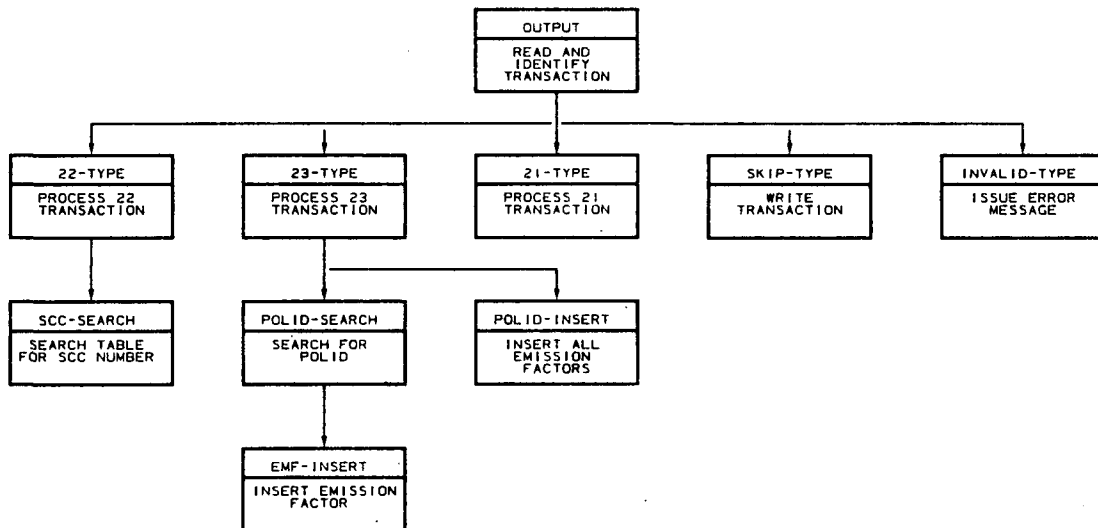 OUTPUT
READ AND
IDENTIFY
TRANSACTION
22-TYPE
PROCESS 22
TRANSACTION
23-TYPE
PROCESS 23
TRANSACTION
21-TYPE
PROCESS 21
TRANSACTION
SKIP-TYPE
WRITE
TRANSACTION
INVALID-TYPE
ISSUE ERROR
MESSAGE
SCC-SEARCH
SEARCH TABLE
FOR SCC NUMBER
POLID-SEARCH
SEARCH FOR
POLID
POLID-INSERT
INSERT ALL
EMISSION
FACTORS
EMF-INSERT
INSERT EMISSION
FACTOR